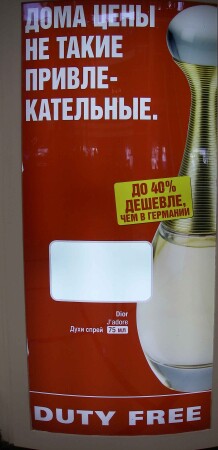 ДОМА ЦЕНЫ
НЕ ТАКИЕ
ПРИВЛЕ-
КАТЕЛЬНЫЕ.
ДО 40%
ДЕШЕВЛЕ,
ЧЕМ В ГЕРМАНИИ
Dior
J'adore
Духи спрей 75 мл
DUTY FREE